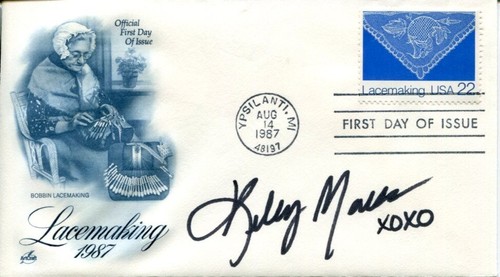 Official
First Day
Of Issue
Lacemaking USA 22
YPSILANTI, MI
AUG
14
1987
48197
FIRST DAY OF ISSUE
BOBBIN LACEMAKING
Lacemaking
1987
Kelly
XOXO